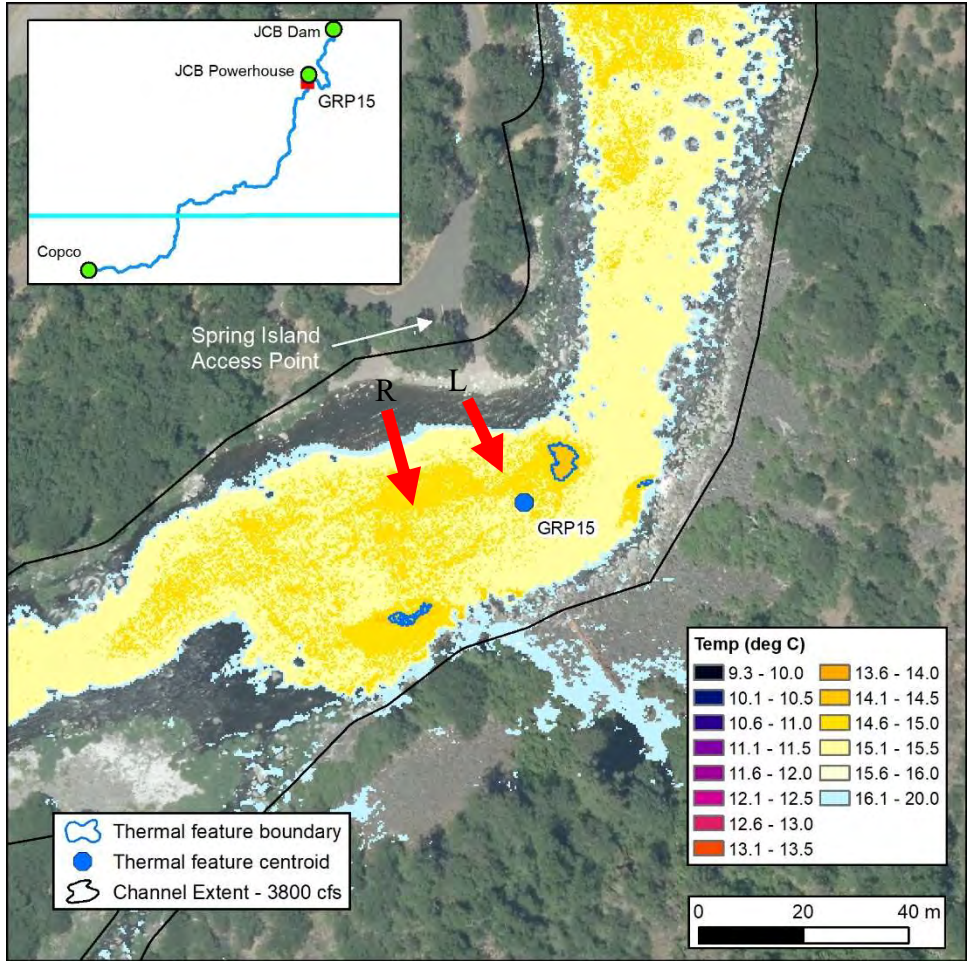 JCB Dam
JCB Powerhouse
GRP15
Copco
Spring Island
Access Point
R
L
GRP15
Temp (deg C)
9.3 - 10.0
10.1 - 10.5
10.6 - 11.0
11.1 - 11.5
11.6 - 12.0
12.1 - 12.5
12.6 - 13.0
13.1 - 13.5
13.6 - 14.0
14.1 - 14.5
14.6 - 15.0
15.1 - 15.5
15.6 - 16.0
16.1 - 20.0
Thermal feature boundary
Thermal feature centroid
Channel Extent - 3800 cfs
0 20 40 m